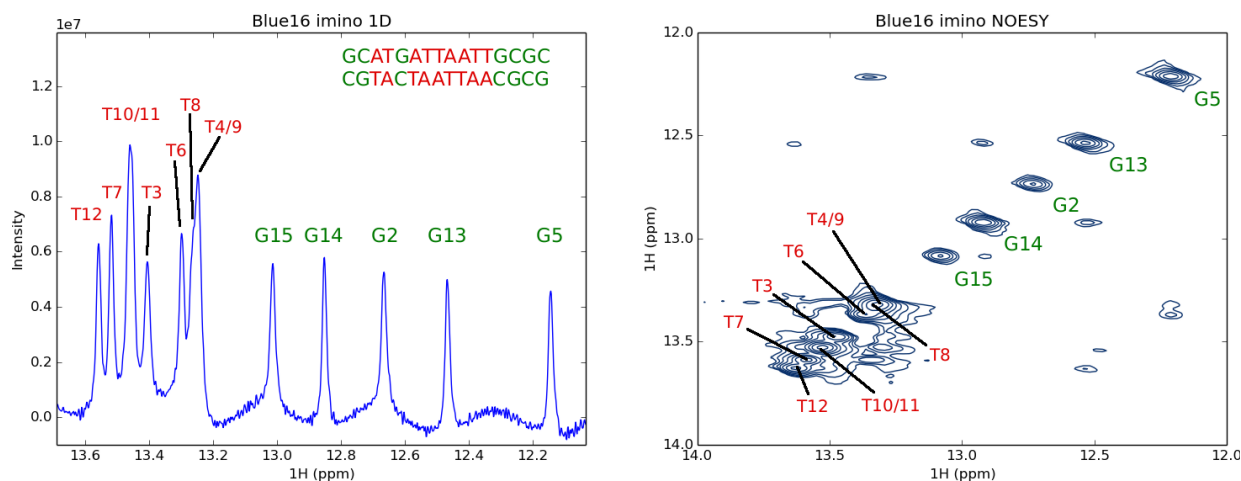 Blue16 imino 1D
1e7
GCATGATTAATTGCGC
CGTACTAATTAACGCG
T8
T10/11
T4/9
T6
T7
T3
T12
G15
G14
G2
G13
G5
Intensity
1.2
1.0
0.8
0.6
0.4
0.2
0.0
13.6
13.4
13.2
13.0
12.8
12.6
12.4
12.2
1H (ppm)
Blue16 imino NOESY
12.0
12.5
13.0
13.5
14.0
1H (ppm)
G5
G13
G2
G14
G15
T4/9
T6
T3
T7
T8
T12
T10/11
14.0
13.5
13.0
12.5
12.0
1H (ppm)